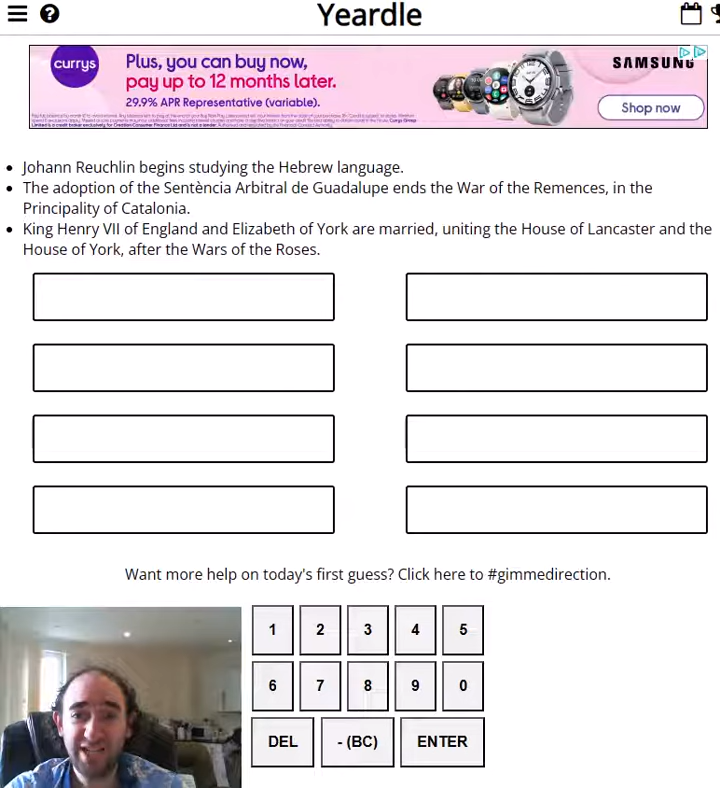 Yeardle
currys
Plus, you can buy now,
pay up to 12 months later.
29.9% APR Representative (variable).
SAMSUNG
Shop now
• Johann Reuchlin begins studying the Hebrew language.
• The adoption of the Sentència Arbitral de Guadalupe ends the War of the Remences, in the
Principality of Catalonia.
• King Henry VII of England and Elizabeth of York are married, uniting the House of Lancaster and the
House of York, after the Wars of the Roses.
Want more help on today's first guess? Click here to #gimmedirection.
1 2 3 4 5
6 7 8 9 0
DEL - (BC) ENTER